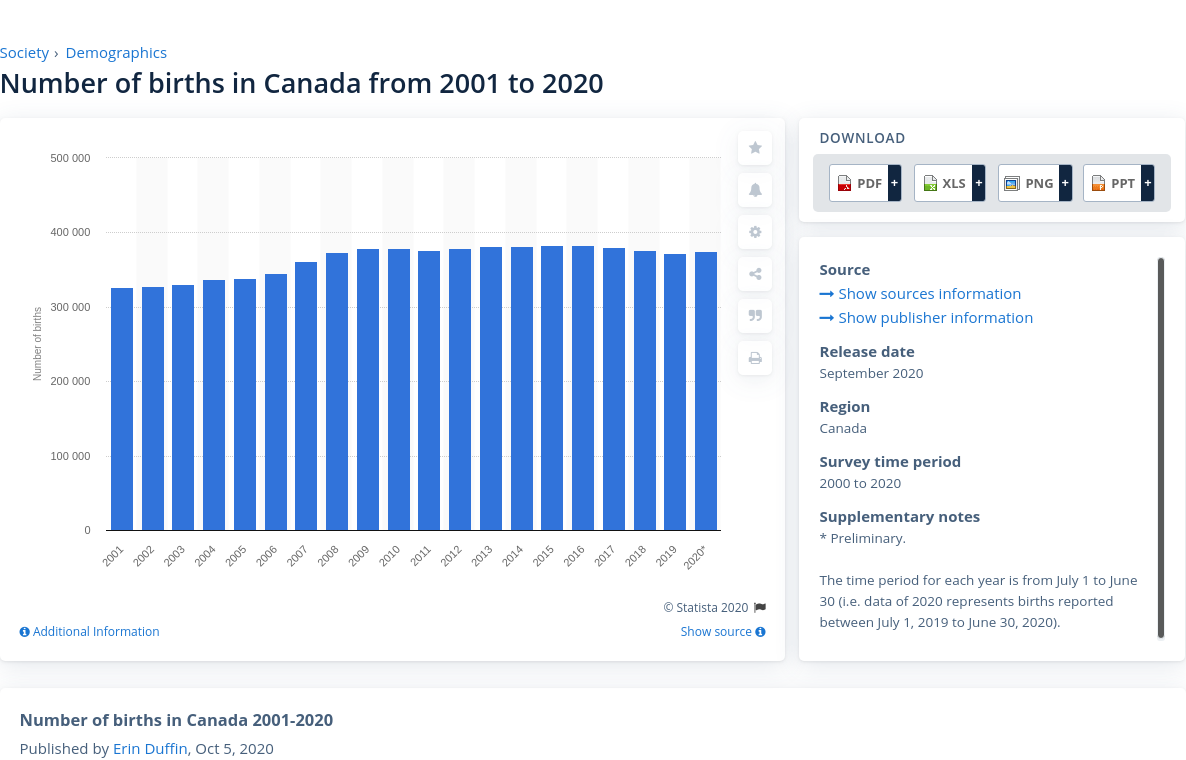 Society › Demographics
Number of births in Canada from 2001 to 2020
500 000
400 000
300 000
200 000
100 000
0
Number of births
2001
2002
2003
2004
2005
2006
2007
2008
2009
2010
2011
2012
2013
2014
2015
2016
2017
2018
2019
2020*
© Statista 2020
Additional Information
Show source
DOWNLOAD
PDF + XLS + PNG + PPT +
Source
Show sources information
Show publisher information
Release date
September 2020
Region
Canada
Survey time period
2000 to 2020
Supplementary notes
* Preliminary.
The time period for each year is from July 1 to June
30 (i.e. data of 2020 represents births reported
between July 1, 2019 to June 30, 2020).
Number of births in Canada 2001-2020
Published by Erin Duffin, Oct 5, 2020